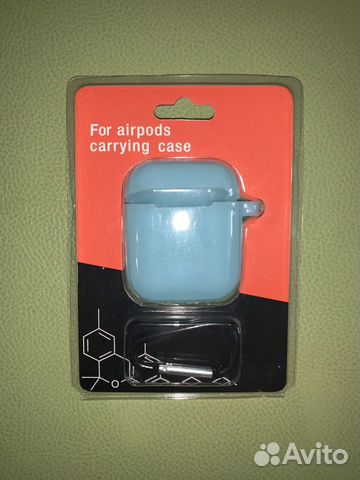 For airpods
carrying case
O
Avito